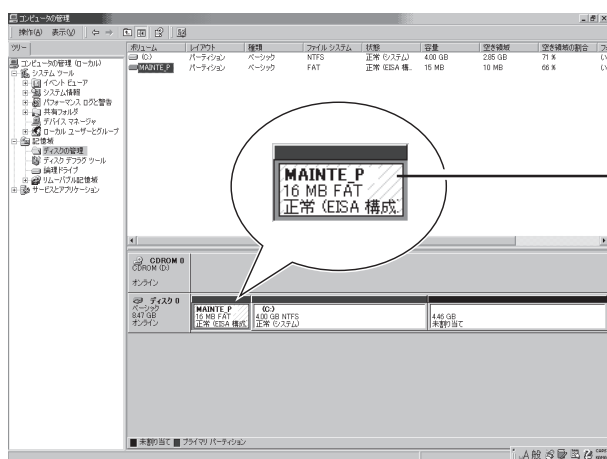 コンピュータの管理
操作(A) 表示(V)
ツリー
コンピュータの管理 (ローカル)
システム ツール
イベント ビューア
システム情報
パフォーマンス ログと警告
共有フォルダ
デバイス マネージャ
ローカル ユーザーとグループ
記憶域
ディスクの管理
ディスク デフラグ ツール
論理ドライブ
リムーバブル記憶域
サービスとアプリケーション
ボリューム レイアウト 種類 ファイル システム 状態 容量 空き領域 空き領域の割合
(C:) パーティション ベーシック NTFS 正常 (システム) 4.00 GB 2.85 GB 71 %
MAINTE_P パーティション ベーシック FAT 正常 (EISA 構.. 15 MB 10 MB 66 %
MAINTE_P
16 MB FAT
正常 (EISA 構成
CDROM 0
CDROM (D:)
オンライン
ディスク 0
ベーシック
8.47 GB
オンライン
MAINTE_P
16 MB FAT
正常 (EISA 構成
(C:)
4.00 GB NTFS
正常 (システム)
4.46 GB
未割り当て
未割り当て プライマリ パーティション
A 般